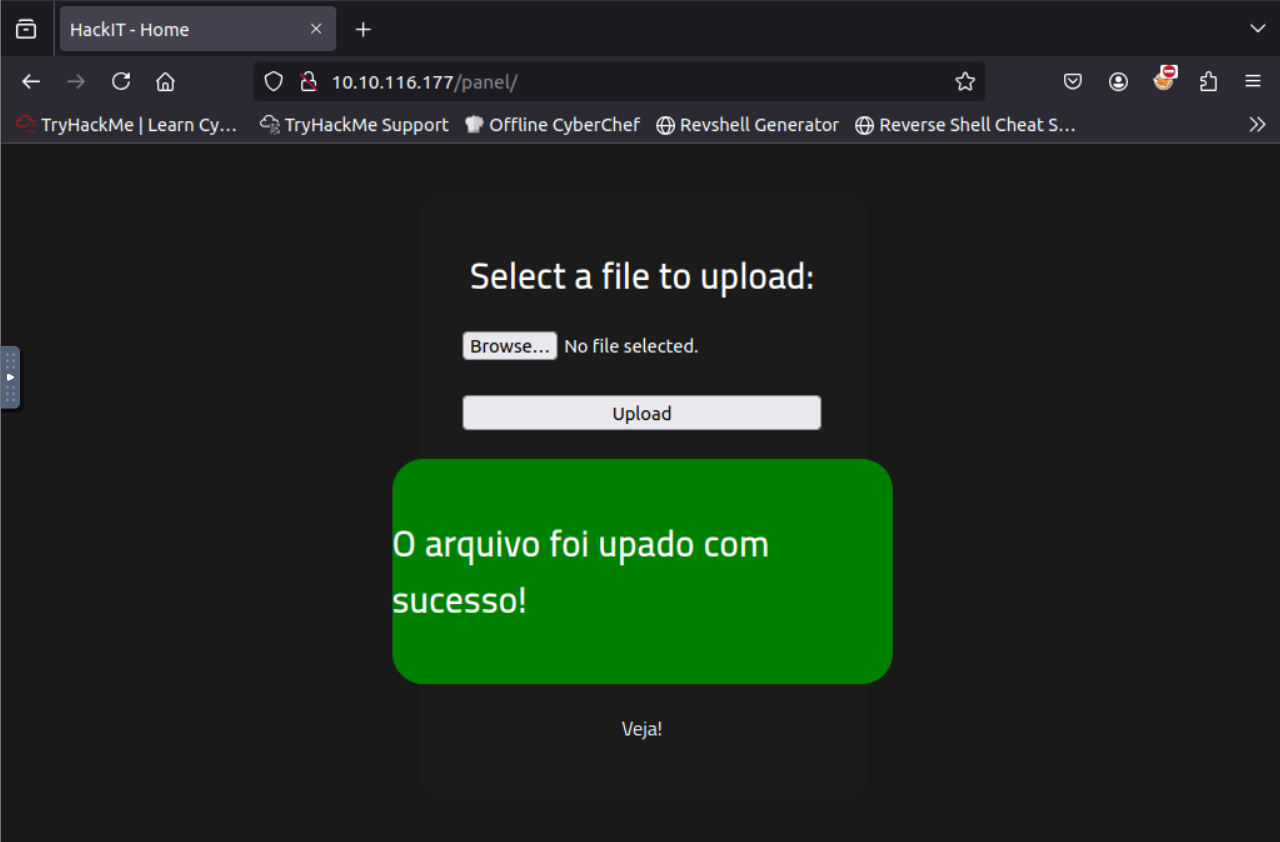 HackIT - Home
10.10.116.177/panel/
TryHackMe | Learn Cy...
TryHackMe Support
Offline CyberChef
Revshell Generator
Reverse Shell Cheat S...
Select a file to upload:
Browse... No file selected.
Upload
O arquivo foi upado com
sucesso!
Veja!